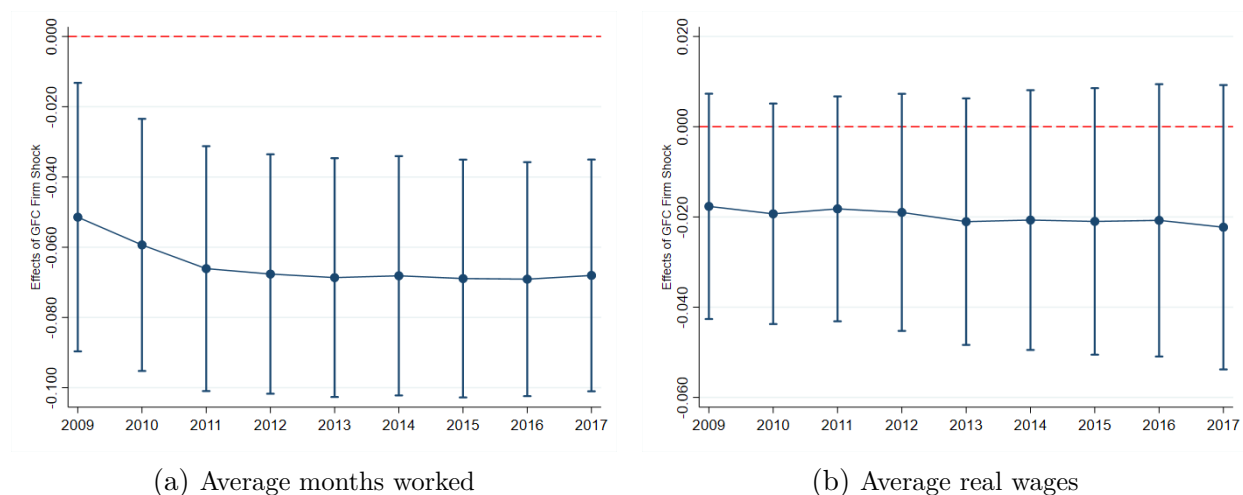 Effects of GFC Firm Shock
0.000
-0.020
-0.040
-0.060
-0.080
-0.100
2009 2010 2011 2012 2013 2014 2015 2016 2017
(a) Average months worked
Effects of GFC Firm Shock
0.020
0.000
-0.020
-0.040
-0.060
2009 2010 2011 2012 2013 2014 2015 2016 2017
(b) Average real wages